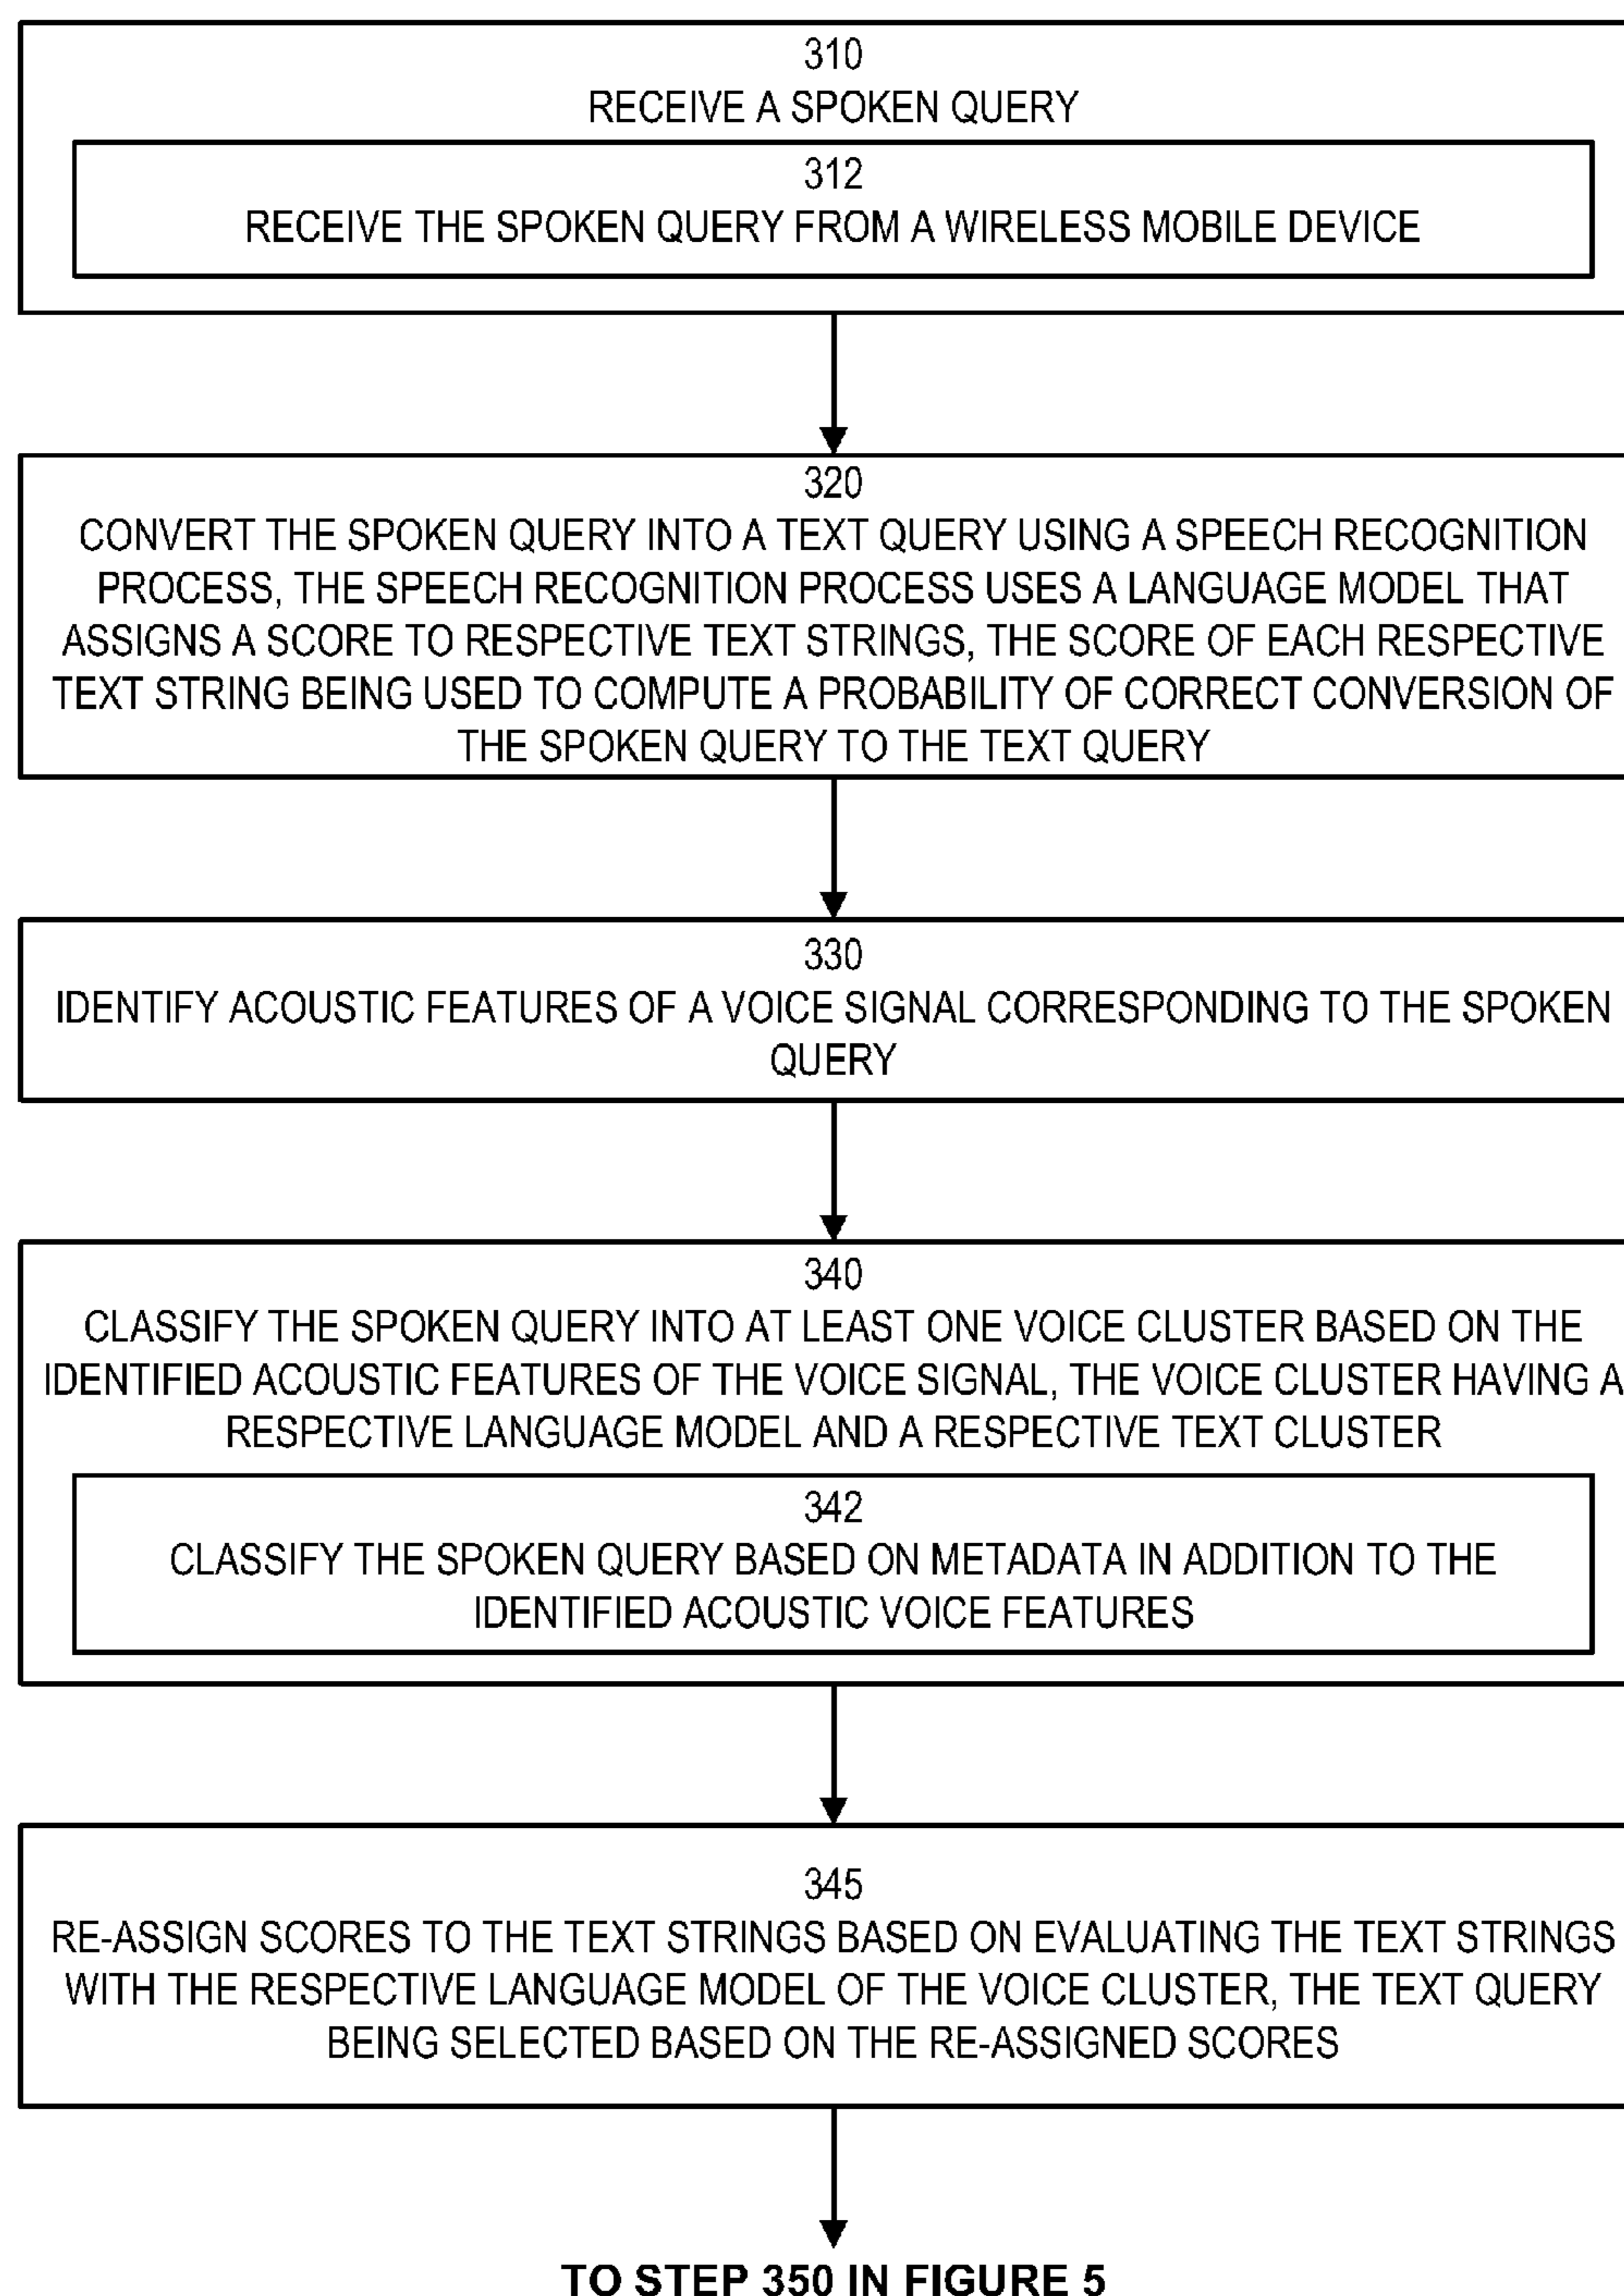 310
RECEIVE A SPOKEN QUERY
312
RECEIVE THE SPOKEN QUERY FROM A WIRELESS MOBILE DEVICE
320
CONVERT THE SPOKEN QUERY INTO A TEXT QUERY USING A SPEECH RECOGNITION
PROCESS, THE SPEECH RECOGNITION PROCESS USES A LANGUAGE MODEL THAT
ASSIGNS A SCORE TO RESPECTIVE TEXT STRINGS, THE SCORE OF EACH RESPECTIVE
TEXT STRING BEING USED TO COMPUTE A PROBABILITY OF CORRECT CONVERSION OF
THE SPOKEN QUERY TO THE TEXT QUERY
330
IDENTIFY ACOUSTIC FEATURES OF A VOICE SIGNAL CORRESPONDING TO THE SPOKEN
QUERY
340
CLASSIFY THE SPOKEN QUERY INTO AT LEAST ONE VOICE CLUSTER BASED ON THE
IDENTIFIED ACOUSTIC FEATURES OF THE VOICE SIGNAL, THE VOICE CLUSTER HAVING A
RESPECTIVE LANGUAGE MODEL AND A RESPECTIVE TEXT CLUSTER
342
CLASSIFY THE SPOKEN QUERY BASED ON METADATA IN ADDITION TO THE
IDENTIFIED ACOUSTIC VOICE FEATURES
345
RE-ASSIGN SCORES TO THE TEXT STRINGS BASED ON EVALUATING THE TEXT STRINGS
WITH THE RESPECTIVE LANGUAGE MODEL OF THE VOICE CLUSTER, THE TEXT QUERY
BEING SELECTED BASED ON THE RE-ASSIGNED SCORES
TO STEP 350 IN FIGURE 5